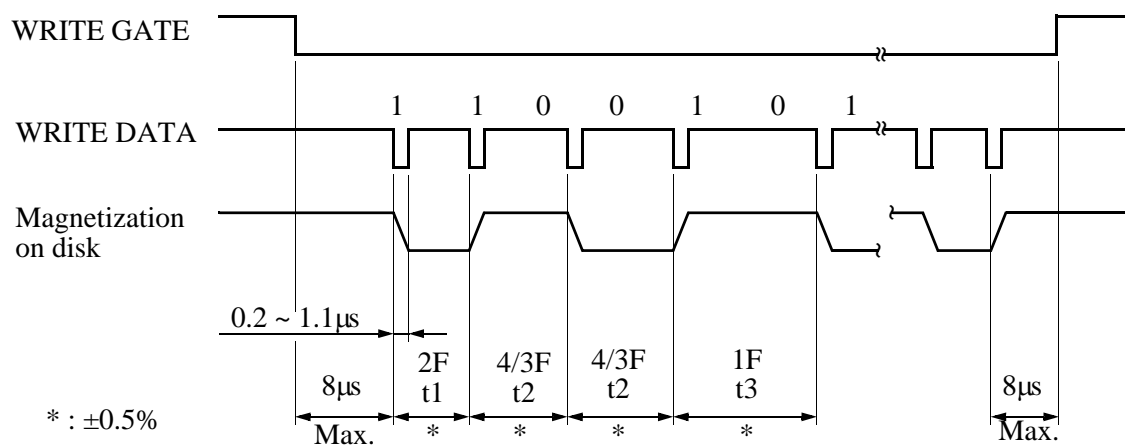 WRITE GATE
1 1 0 0 1 0 1
WRITE DATA
Magnetization
on disk
0.2 ~ 1.1μs
2F 4/3F 4/3F 1F
8μs t1 t2 t2 t3 8μs
* : ±0.5%
Max. * * * * Max.